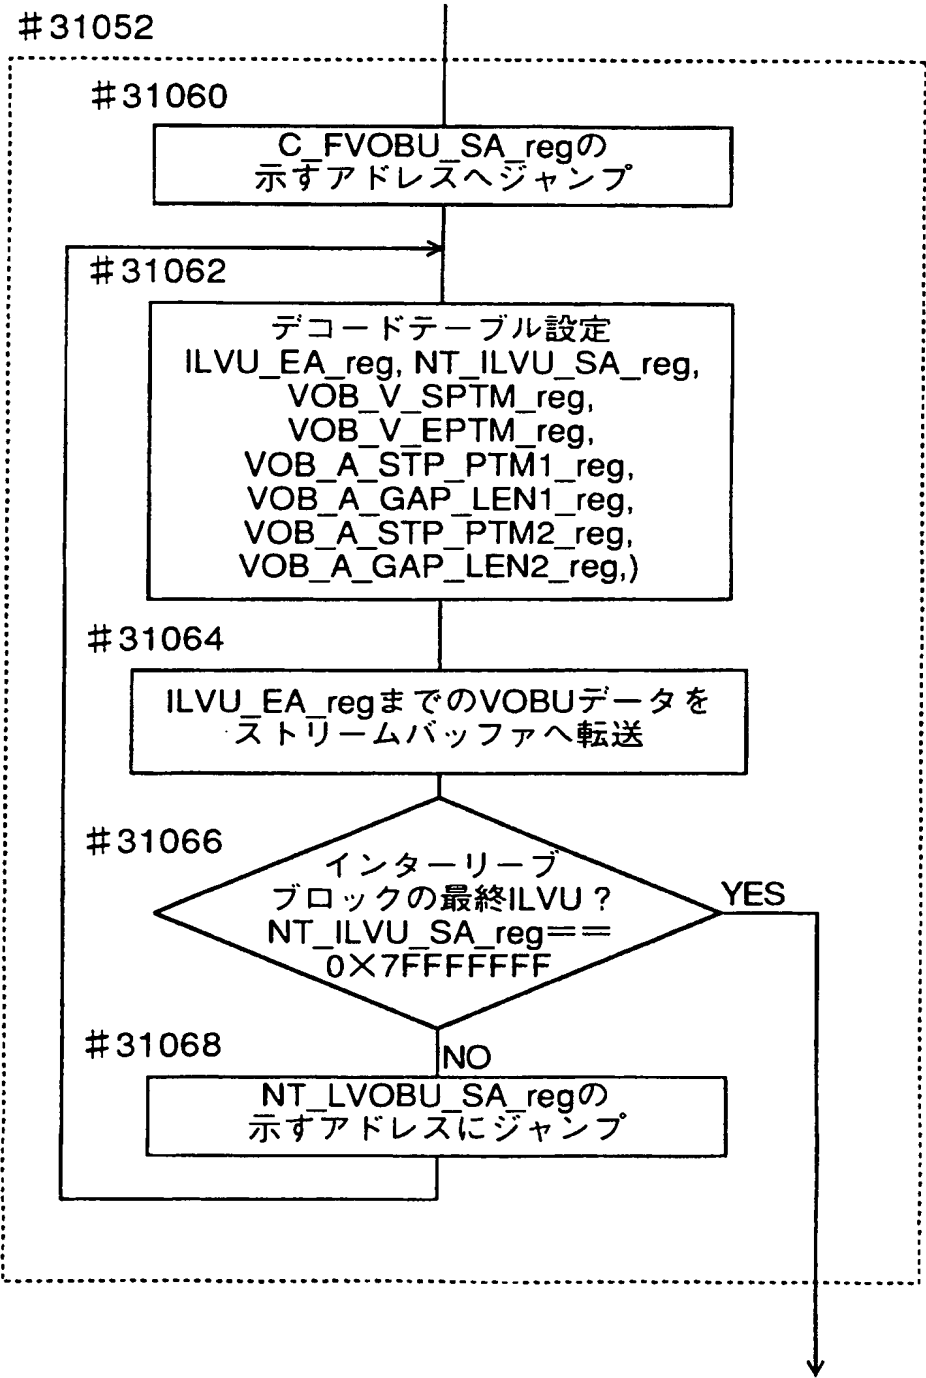 #31052
#31060
C_FVOBU_SA_regの
示すアドレスへジャンプ
#31062
デコードテーブル設定
ILVU_EA_reg, NT_ILVU_SA_reg,
VOB_V_SPTM_reg,
VOB_V_EPTM_reg,
VOB_A_STP_PTM1_reg,
VOB_A_GAP_LEN1_reg,
VOB_A_STP_PTM2_reg,
VOB_A_GAP_LEN2_reg,)
#31064
ILVU_EA_regまでのVOBUデータを
ストリームバッファへ転送
#31066
インターリーブ
ブロックの最終ILVU?
NT_ILVU_SA_reg==
0×7FFFFFFF
YES
#31068
NO
NT_LVOBU_SA_regの
示すアドレスにジャンプ